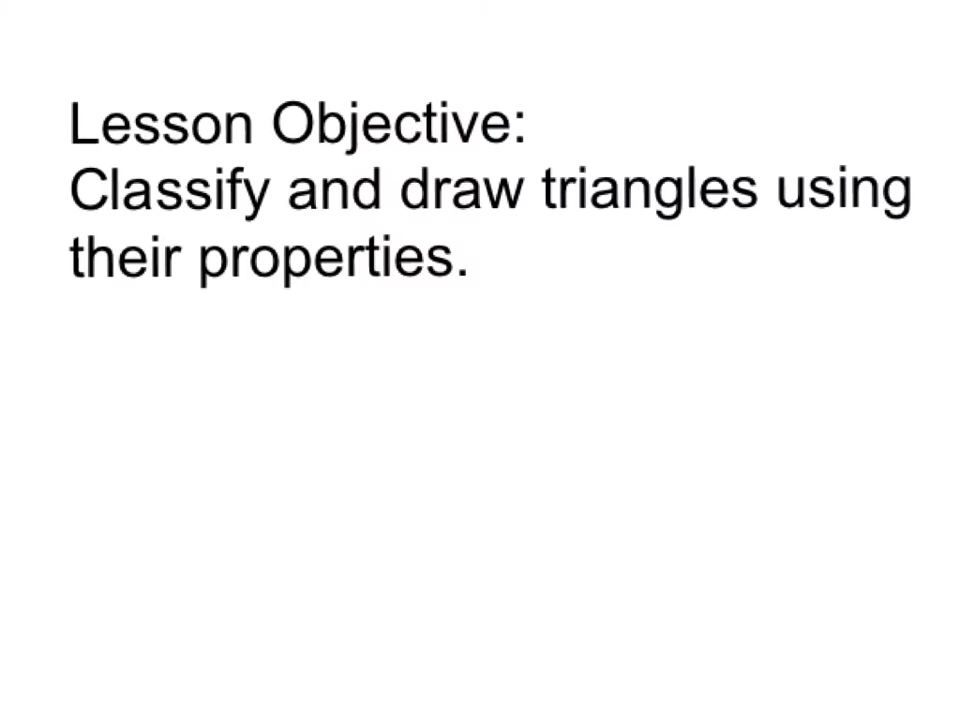 Lesson Objective:
Classify and draw triangles using
their properties.